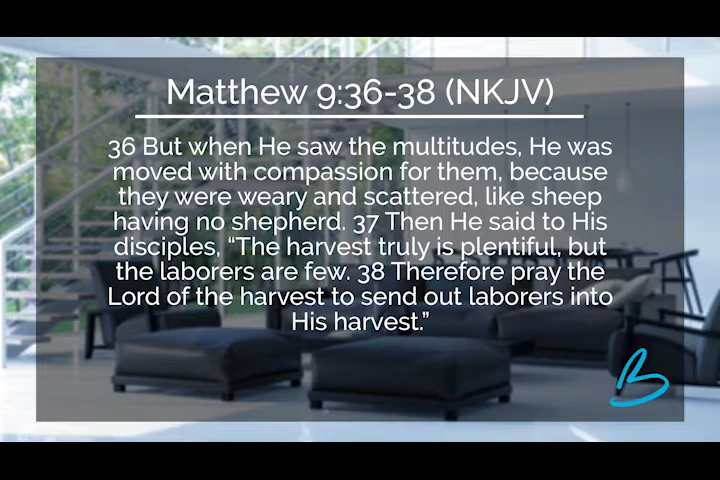 Matthew 9:36-38 (NKJV)
36 But when He saw the multitudes, He was
moved with compassion for them, because
they were weary and scattered, like sheep
having no shepherd. 37 Then He said to His
disciples, “The harvest truly is plentiful, but
the laborers are few. 38 Therefore pray the
Lord of the harvest to send out laborers into
His harvest.”
B